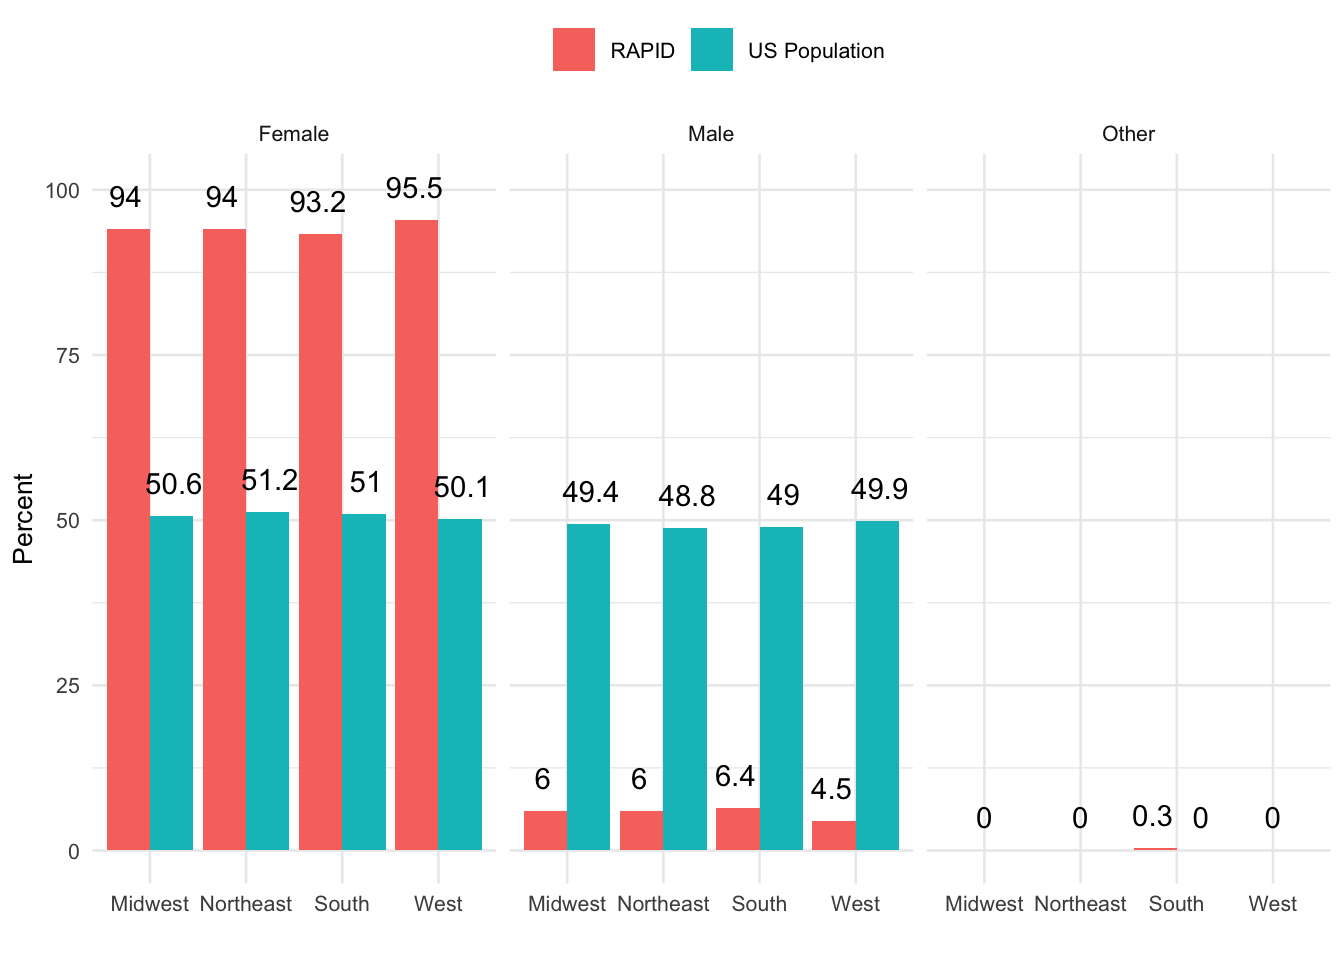 RAPID US Population
Female Male Other
Percent
100
75
50
25
0
94 94 93.2 95.5
50.6 51.2 51 50.1
49.4 48.8 49 49.9
6 6 6.4 4.5
0 0 0.3 0 0
Midwest Northeast South West Midwest Northeast South West Midwest Northeast South West